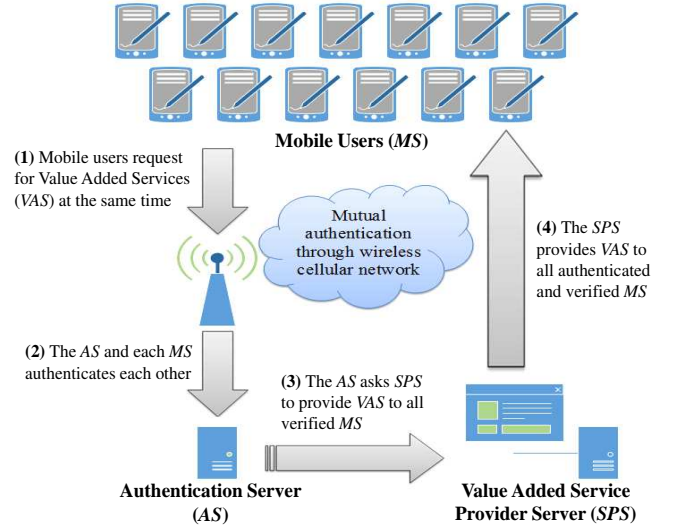 Mobile Users (MS)
(1) Mobile users request
for Value Added Services
(VAS) at the same time
Mutual
authentication
through wireless
cellular network
(4) The SPS
provides VAS to
all authenticated
and verified MS
(2) The AS and each MS
authenticates each other
(3) The AS asks SPS
to provide VAS to all
verified MS
Authentication Server
(AS)
Value Added Service
Provider Server (SPS)